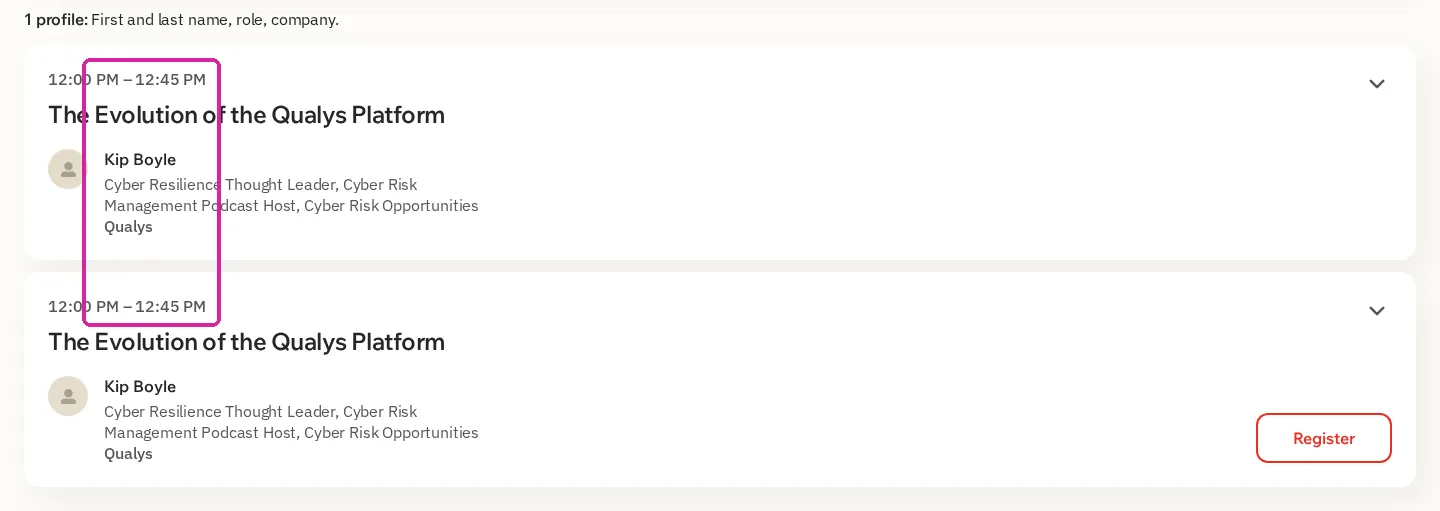 1 profile: First and last name, role, company.
12:00 PM – 12:45 PM
The Evolution of the Qualys Platform
Kip Boyle
Cyber Resilience Thought Leader, Cyber Risk
Management Podcast Host, Cyber Risk Opportunities
Qualys
12:00 PM – 12:45 PM
The Evolution of the Qualys Platform
Kip Boyle
Cyber Resilience Thought Leader, Cyber Risk
Management Podcast Host, Cyber Risk Opportunities
Qualys
Register